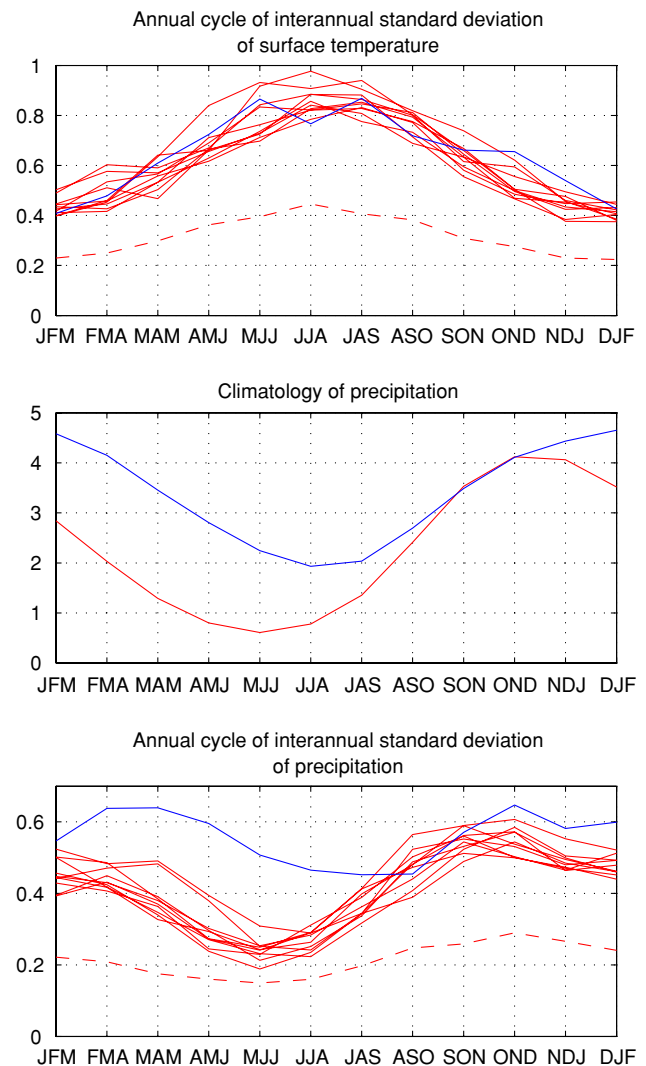 Annual cycle of interannual standard deviation
of surface temperature
1
0.8
0.6
0.4
0.2
0
JFM FMA MAM AMJ MJJ JJA JAS ASO SON OND NDJ DJF
Climatology of precipitation
5
4
3
2
1
0
JFM FMA MAM AMJ MJJ JJA JAS ASO SON OND NDJ DJF
Annual cycle of interannual standard deviation
of precipitation
0.6
0.4
0.2
0
JFM FMA MAM AMJ MJJ JJA JAS ASO SON OND NDJ DJF